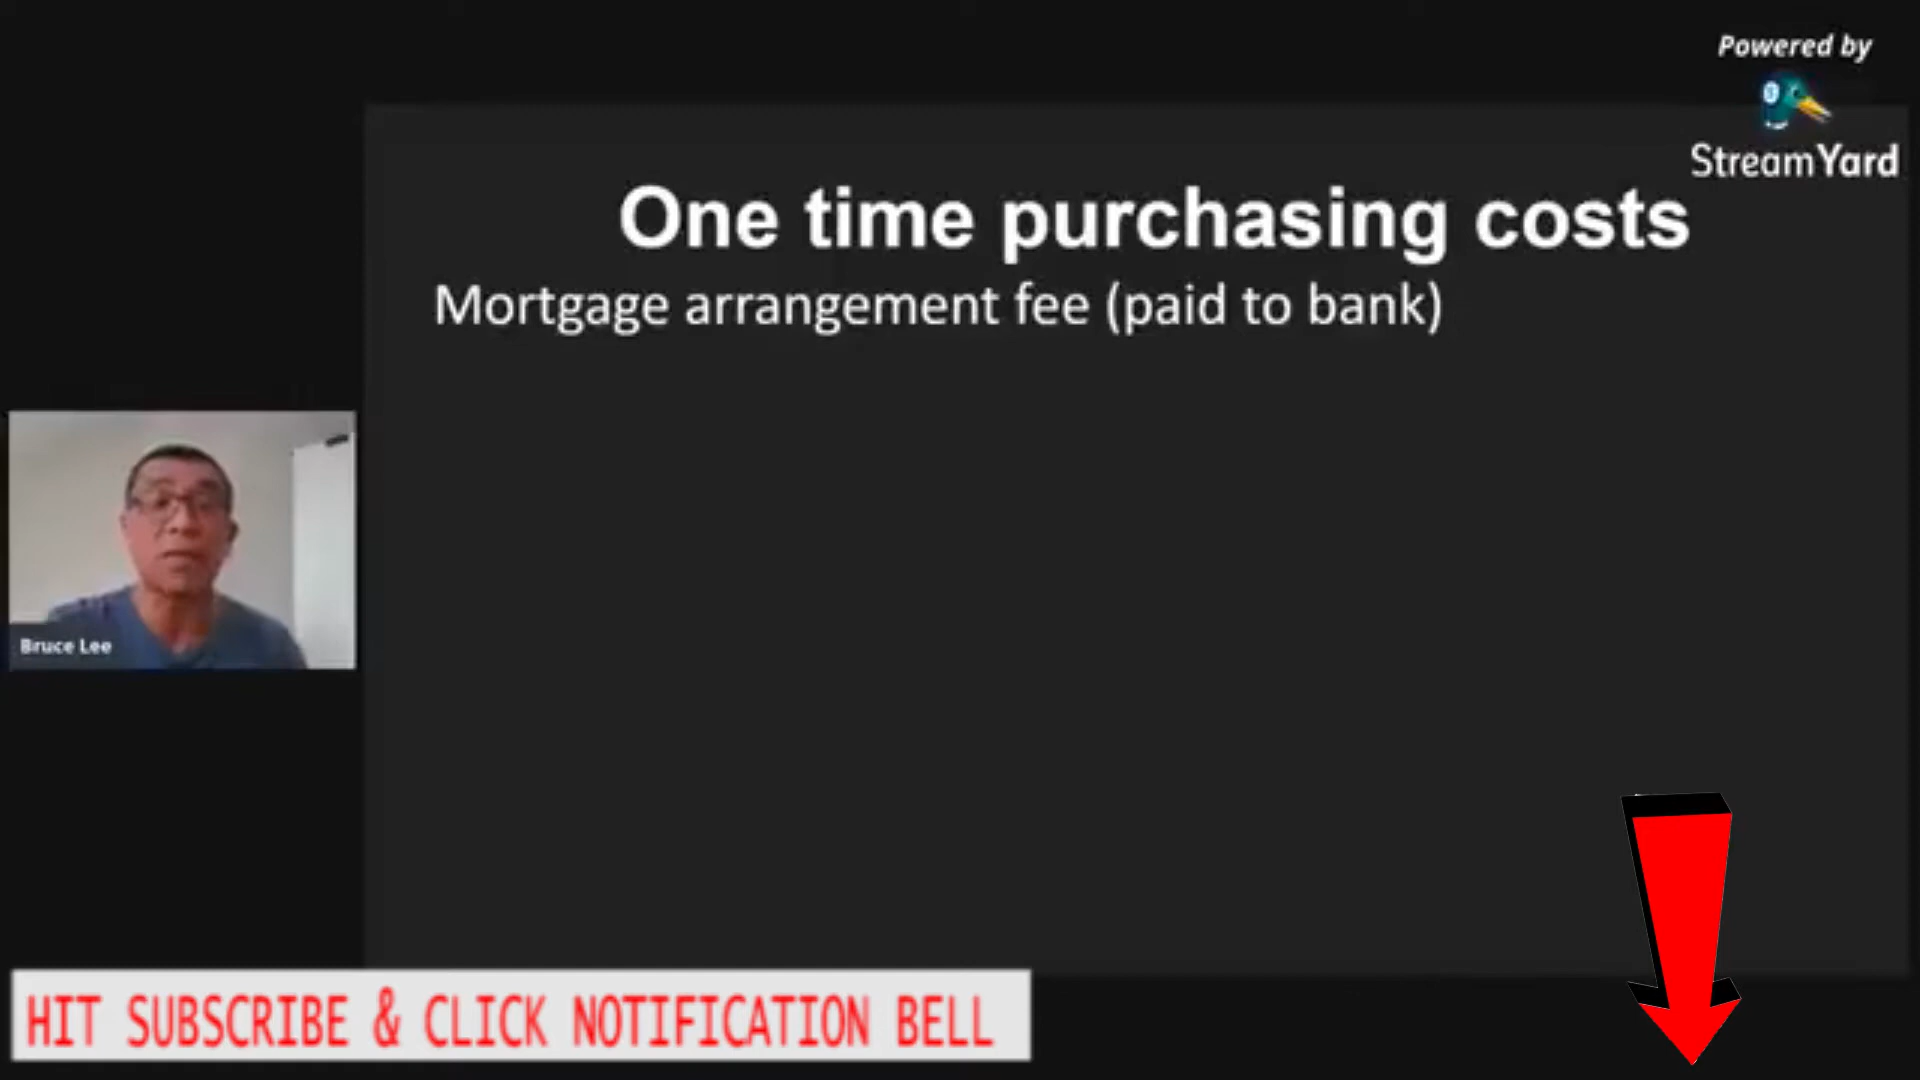 Powered by
StreamYard
One time purchasing costs
Mortgage arrangement fee (paid to bank)
Bruce Lee
HIT SUBSCRIBE & CLICK NOTIFICATION BELL